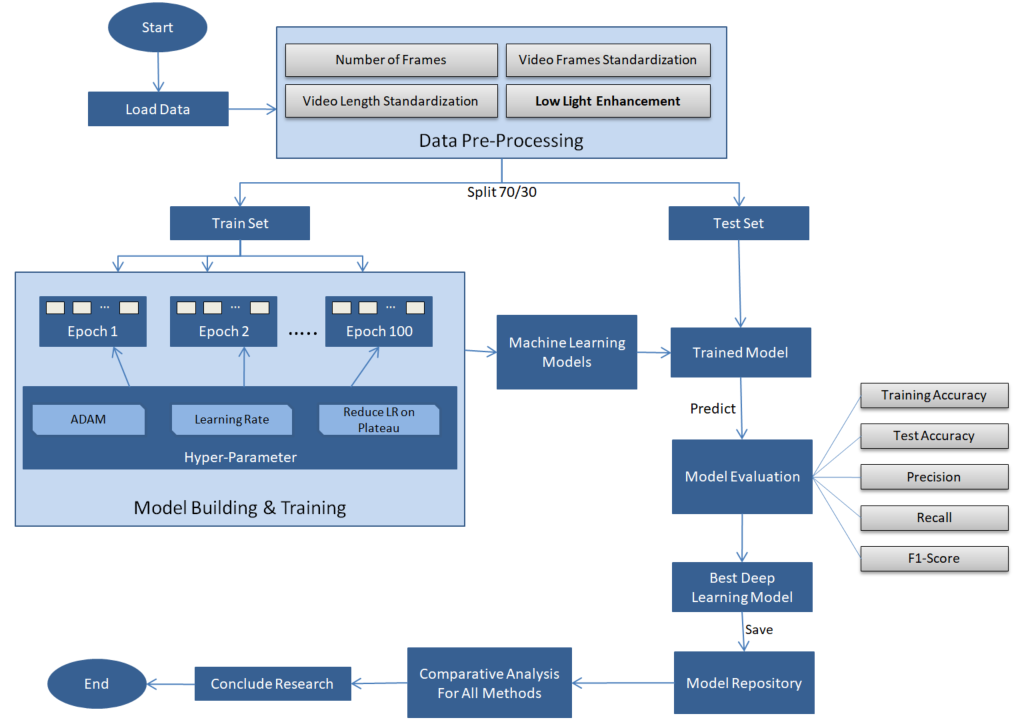 Start
Load Data
Number of Frames
Video Frames Standardization
Video Length Standardization
Low Light Enhancement
Data Pre-Processing
Split 70/30
Train Set
Test Set
...
Epoch 1
...
Epoch 2
.....
...
Epoch 100
ADAM
Learning Rate
Reduce LR on
Plateau
Hyper-Parameter
Model Building & Training
Machine Learning
Models
Trained Model
Predict
Model Evaluation
Training Accuracy
Test Accuracy
Precision
Recall
F1-Score
Best Deep
Learning Model
Save
Model Repository
Comparative Analysis
For All Methods
Conclude Research
End